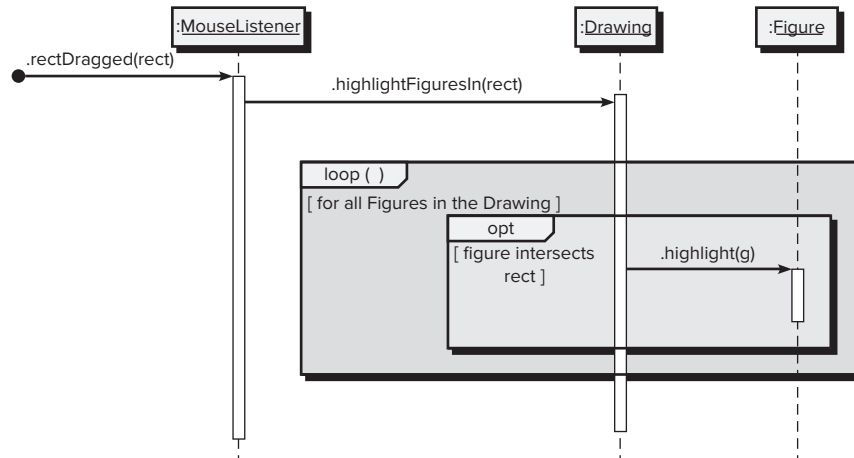 :MouseListener
:Drawing
:Figure
.rectDragged(rect)
.highlightFiguresIn(rect)
loop ( )
[ for all Figures in the Drawing ]
opt
[ figure intersects
rect ]
.highlight(g)